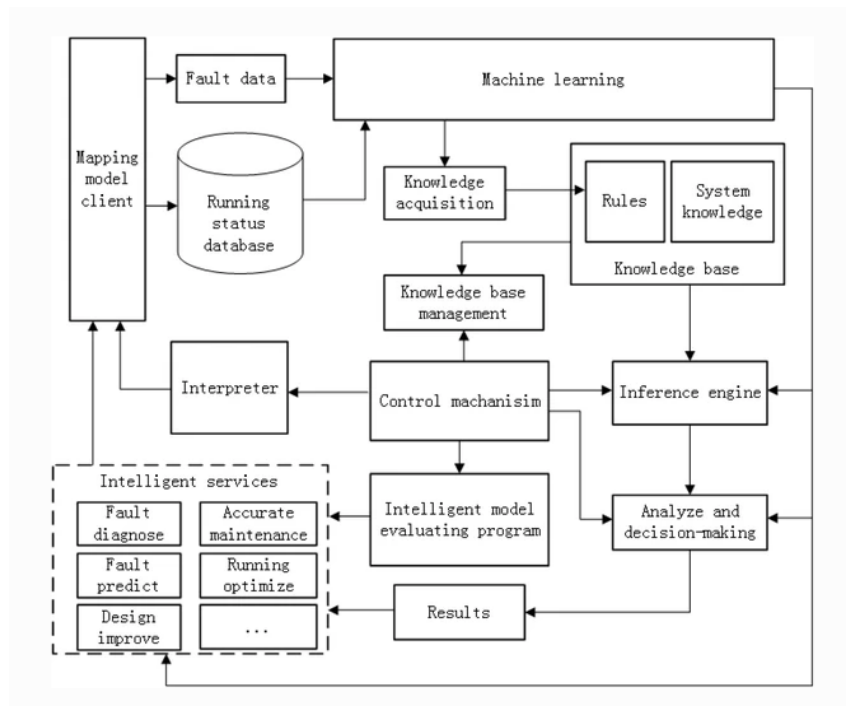 Fault data
Machine learning
Mapping
model
client
Running
status
database
Knowledge
acquisition
Rules
System
knowledge
Knowledge base
Knowledge base
management
Interpreter
Control machanisim
Inference engine
Intelligent services
Fault
diagnose
Accurate
maintenance
Fault
predict
Running
optimize
Design
improve
...
Intelligent model
evaluating program
Analyze and
decision-making
Results